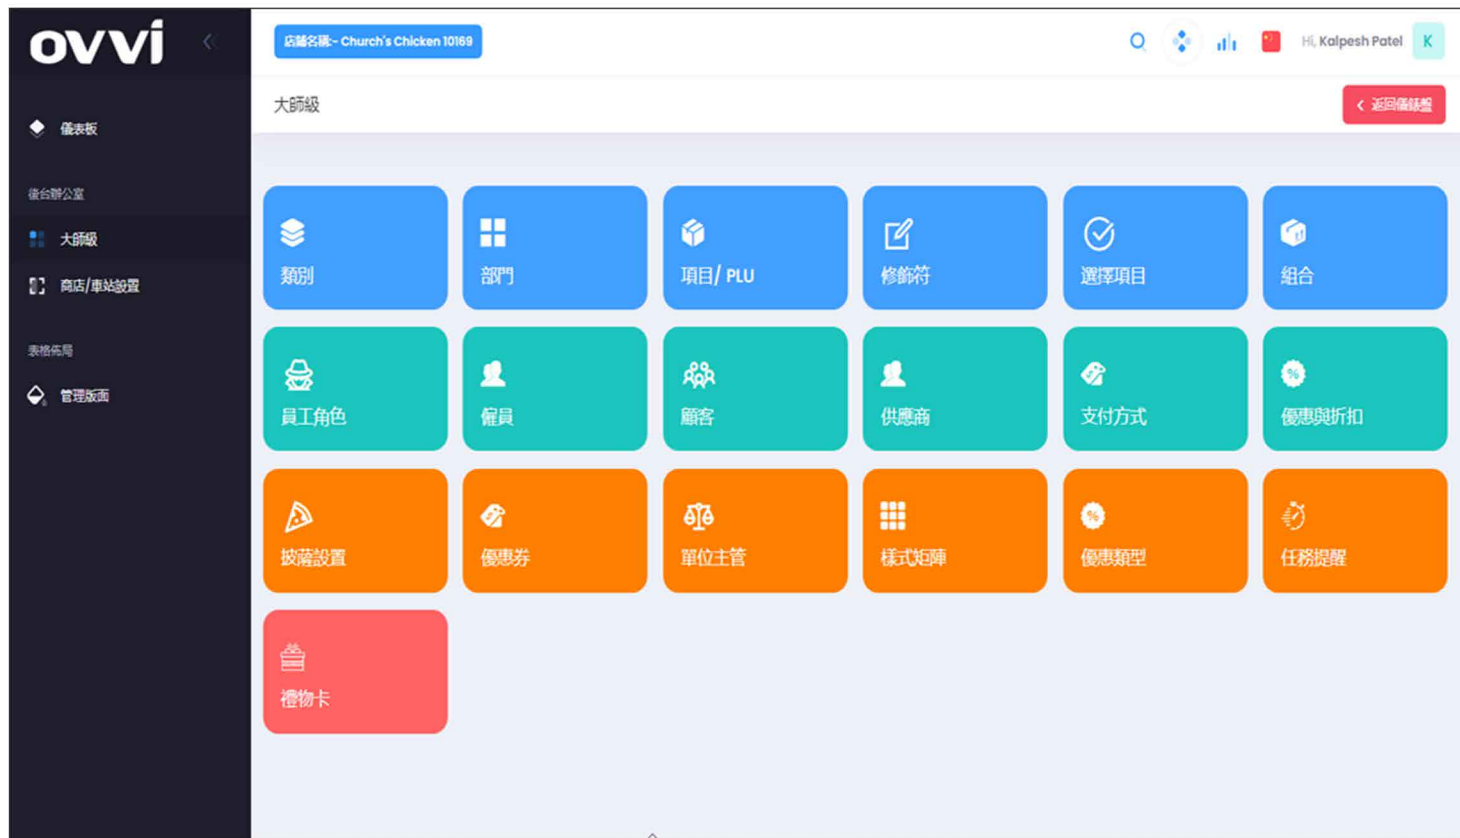 ovvi
店鋪名稱:- Church's Chicken 10169
Hi, Kalpesh Patel K
大師級
返回儀錶盤
儀表板
後台辦公室
大師級
商店/車站設置
表格佈局
管理版面
類別
部門
項目/ PLU
修飾符
選擇項目
組合
員工角色
僱員
顧客
供應商
支付方式
優惠與折扣
披薩設置
優惠券
單位主管
樣式矩陣
優惠類型
任務提醒
禮物卡